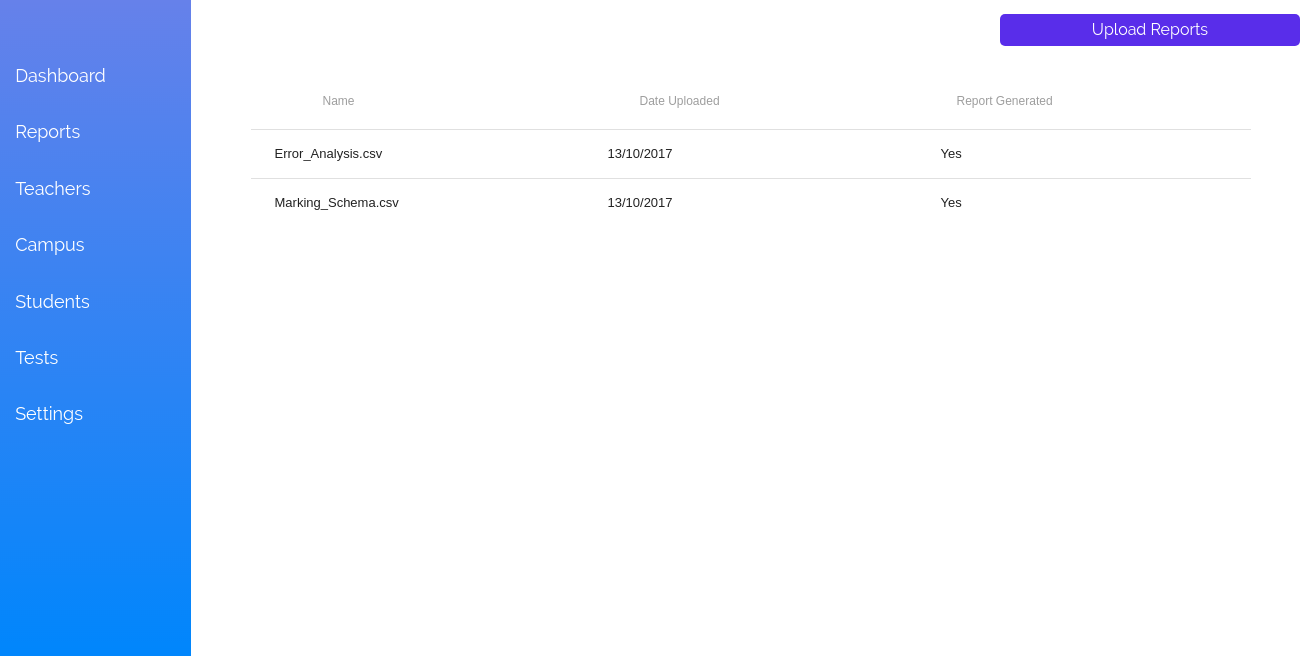 Upload Reports
Dashboard
Reports
Teachers
Campus
Students
Tests
Settings
Name Date Uploaded Report Generated
Error_Analysis.csv 13/10/2017 Yes
Marking_Schema.csv 13/10/2017 Yes